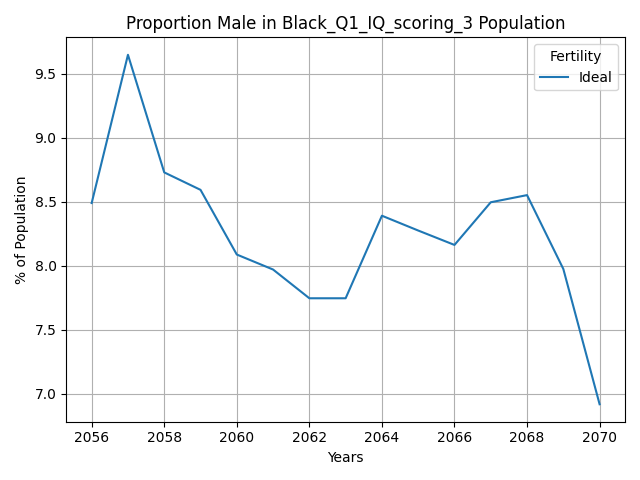 Proportion Male in Black_Q1_IQ_scoring_3 Population
Fertility
Ideal
% of Population
9.5
9.0
8.5
8.0
7.5
7.0
2056 2058 2060 2062 2064 2066 2068 2070
Years